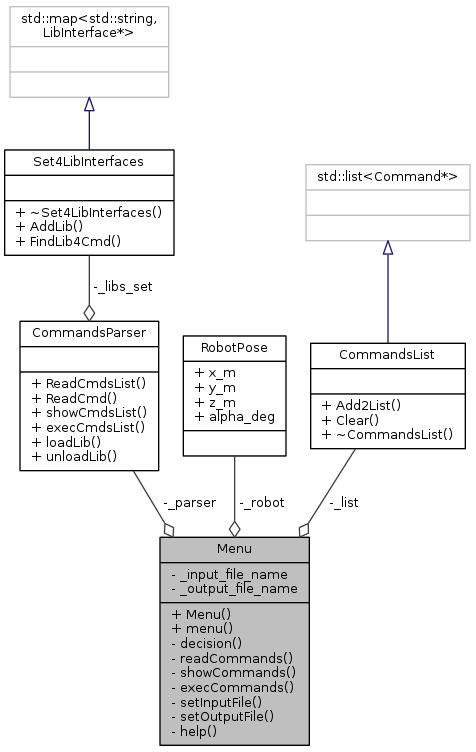 std::map<std::string,
LibInterface*>
Set4LibInterfaces
+ ~Set4LibInterfaces()
+ AddLib()
+ FindLib4Cmd()
std::list<Command*>
-_libs_set
CommandsParser
+ ReadCmdsList()
+ ReadCmd()
+ showCmdsList()
+ execCmdsList()
+ loadLib()
+ unloadLib()
RobotPose
+ x_m
+ y_m
+ z_m
+ alpha_deg
CommandsList
+ Add2List()
+ Clear()
+ ~CommandsList()
-_parser
-_robot
-_list
Menu
- _input_file_name
- _output_file_name
+ Menu()
+ menu()
- decision()
- readCommands()
- showCommands()
- execCommands()
- setInputFile()
- setOutputFile()
- help()